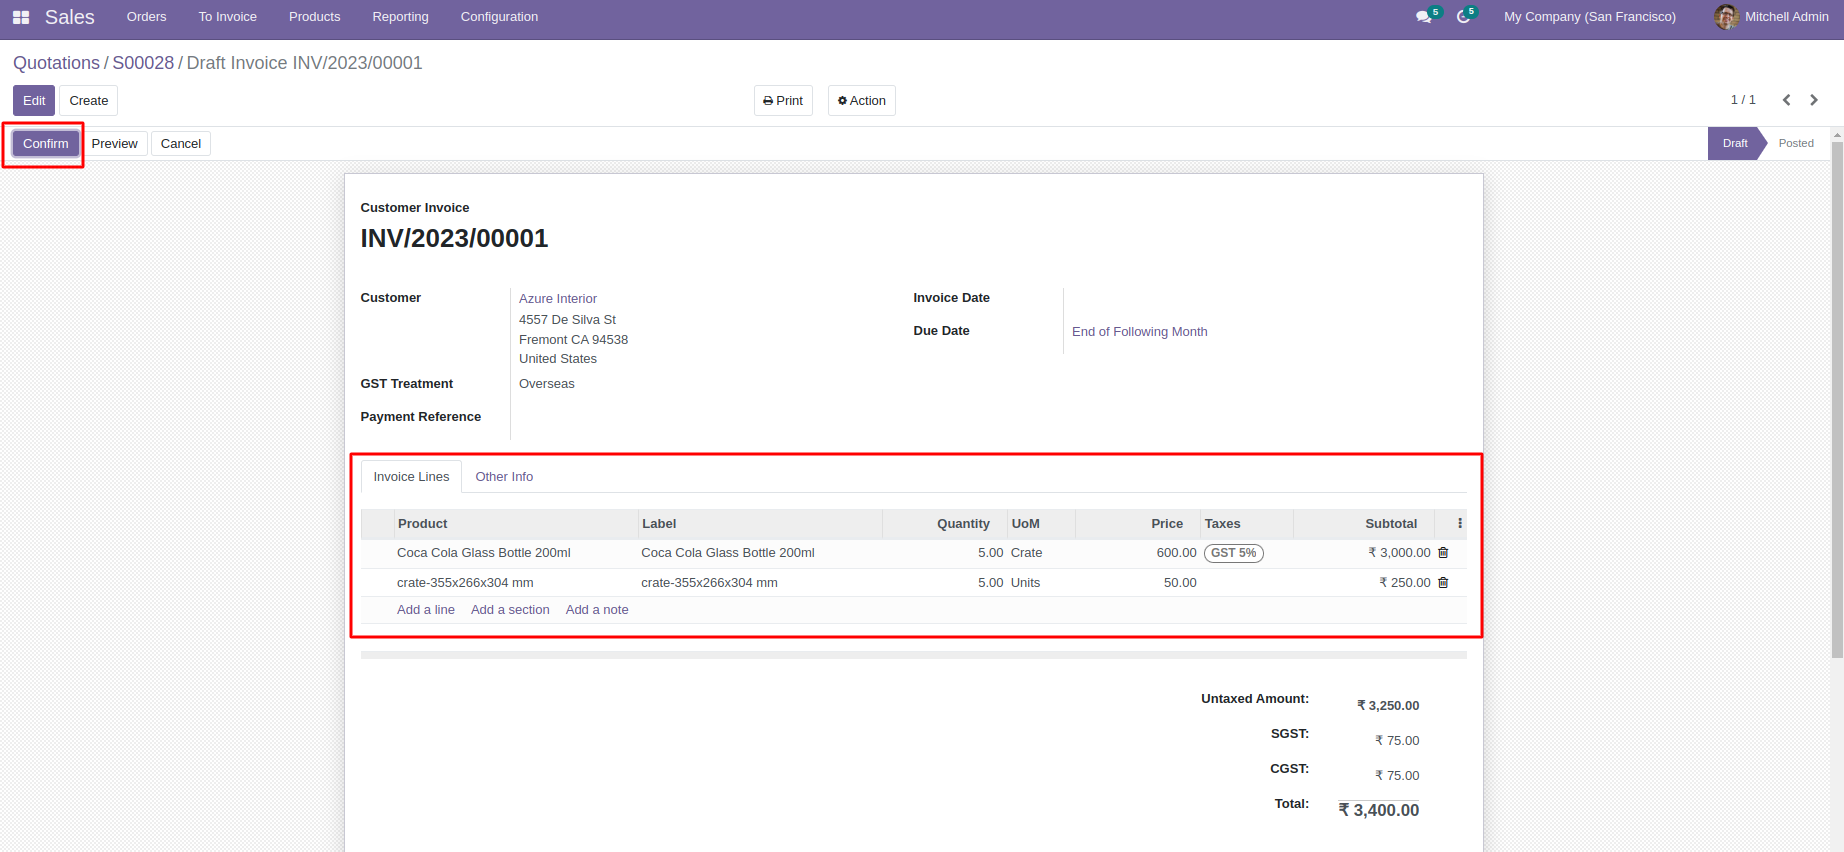 Sales Orders To Invoice Products Reporting Configuration 5 5 My Company (San Francisco) Mitchell Admin
Quotations / S00028 / Draft Invoice INV/2023/00001
Edit Create Print Action 1 / 1
Confirm Preview Cancel Draft Posted
Customer Invoice
INV/2023/00001
Customer Azure Interior Invoice Date
4557 De Silva St
Fremont CA 94538 Due Date End of Following Month
United States
GST Treatment Overseas
Payment Reference
Invoice Lines Other Info
Product Label Quantity UoM Price Taxes Subtotal
Coca Cola Glass Bottle 200ml Coca Cola Glass Bottle 200ml 5.00 Crate 600.00 GST 5% ₹ 3,000.00
crate-355x266x304 mm crate-355x266x304 mm 5.00 Units 50.00 ₹ 250.00
Add a line Add a section Add a note
Untaxed Amount: ₹ 3,250.00
SGST: ₹ 75.00
CGST: ₹ 75.00
Total: ₹ 3,400.00